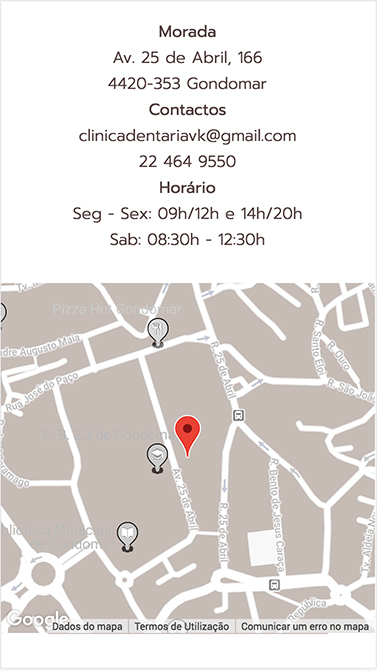 Morada
Av. 25 de Abril, 166
4420-353 Gondomar
Contactos
clinicadentariavk@gmail.com
22 464 9550
Horário
Seg - Sex: 09h/12h e 14h/20h
Sab: 08:30h - 12:30h
Pizza Hut Gondomar
dre Augusto Maia
Rua José do Paço
R. 25 de Abril
R. Santo Elói
R. Ouro
R. São João
E. B. 2,3 de Gondomar
Av. 25 de Abril
R. 25 de Abril
R. Bento de Jesus Caraça
Tv. Aldeia No
blioteca Municipal
de Gondomar
República
Google
Dados do mapa
Termos de Utilização
Comunicar um erro no mapa